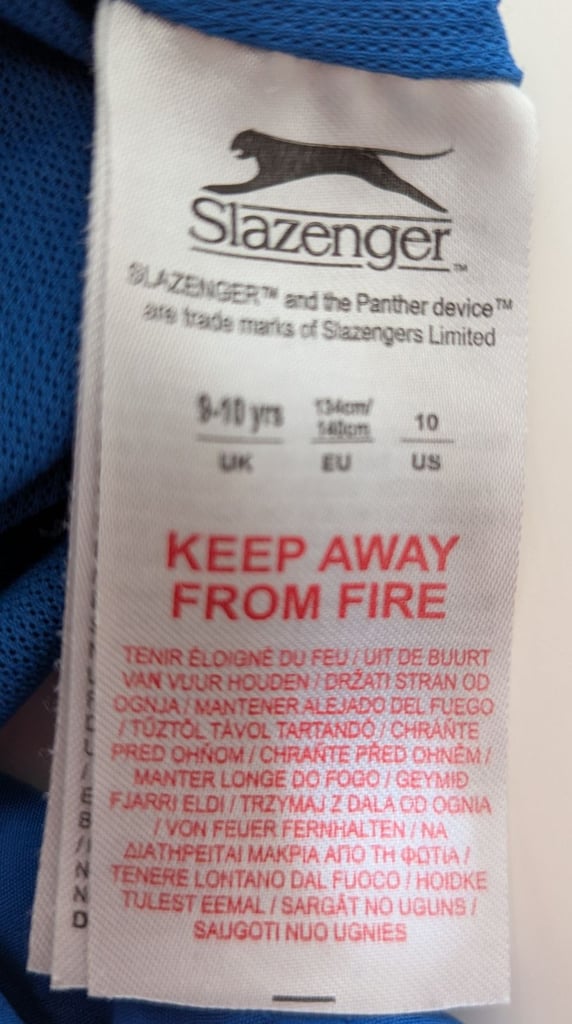 Slazenger™
SLAZENGER™ and the Panther device™
are trade marks of Slazengers Limited
9-10 yrs 134cm/ 10
140cm
UK EU US
KEEP AWAY
FROM FIRE
TENIR ÉLOIGNÉ DU FEU / UIT DE BUURT
VAN VUUR HOUDEN / DRŽATI STRAN OD
OGNJA / MANTENER ALEJADO DEL FUEGO
/ TŰZTŐL TÁVOL TARTANDÓ / CHRÁŇTE
PRED OHŇOM / CHRAŇTE PŘED OHNĚM /
MANTER LONGE DO FOGO / GEYMIÐ
FJARRI ELDI / TRZYMAJ Z DALA OD OGNIA
/ VON FEUER FERNHALTEN / NA
ΔΙΑΤΗΡΕΙΤΑΙ ΜΑΚΡΙΑ ΑΠΟ ΤΗ ΦΩΤΙΑ /
TENERE LONTANO DAL FUOCO / HOIDKE
TULEST EEMAL / SARGĀT NO UGUNS /
SAUGOTI NUO UGNIES